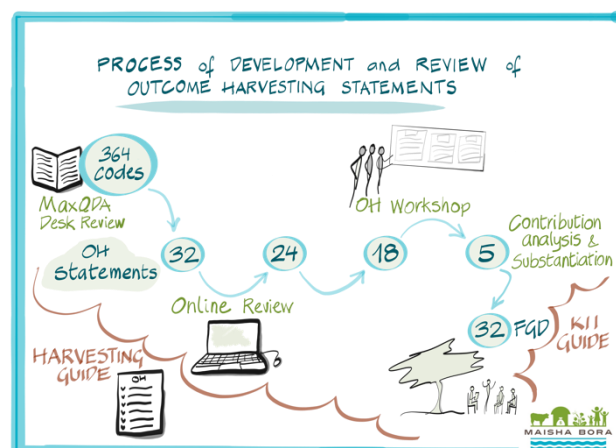 PROCESS of DEVELOPMENT and REVIEW of
OUTCOME HARVESTING STATEMENTS
364
codes
MaxQDA
Desk Review
OH Workshop
OH
Statements
32
24
18
5
Contribution
analysis &
Substantiation
Online Review
32 FGD
KII
GUIDE
HARVESTING
GUIDE
OH
MAISHA BORA